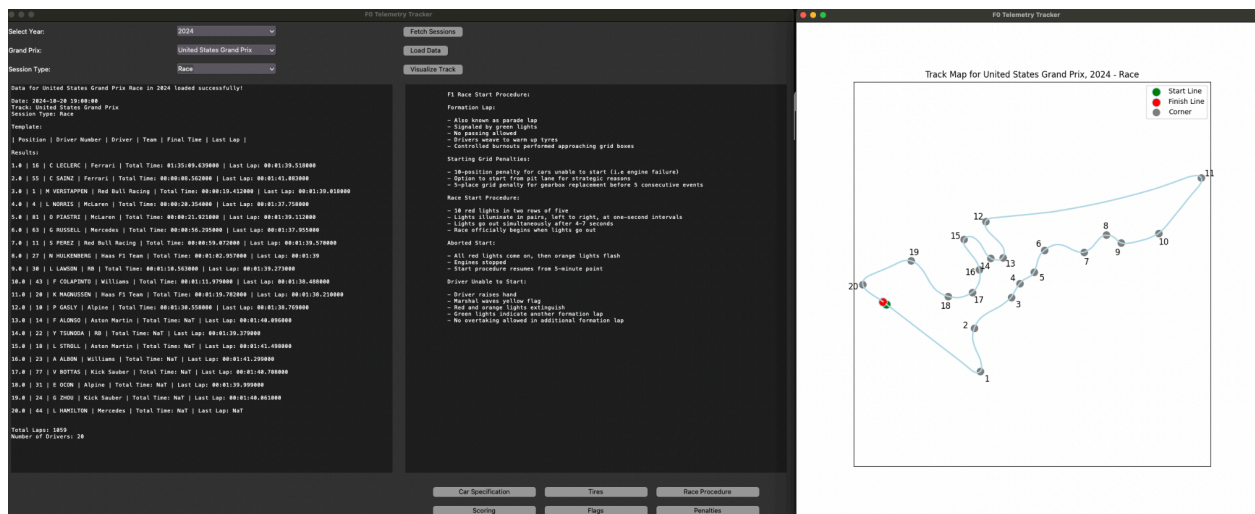 F0 Telemetry Tracker
Select Year:
2024
Fetch Sessions
Grand Prix:
United States Grand Prix
Load Data
Session Type:
Race
Visualize Track
Data for United States Grand Prix Race in 2024 loaded successfully!
Date: 2024-10-20 19:00:00
Track: United States Grand Prix
Session Type: Race
Template:
| Position | Driver Number | Driver | Team | Final Time | Last Lap |
Results:
1.0 | 16 | C LECLERC | Ferrari | Total Time: 01:35:09.639000 | Last Lap: 00:01:39.518000
2.0 | 55 | C SAINZ | Ferrari | Total Time: 00:00:08.562000 | Last Lap: 00:01:41.083000
3.0 | 1 | M VERSTAPPEN | Red Bull Racing | Total Time: 00:00:19.412000 | Last Lap: 00:01:39.018000
4.0 | 4 | L NORRIS | McLaren | Total Time: 00:00:20.354000 | Last Lap: 00:01:37.758000
5.0 | 81 | O PIASTRI | McLaren | Total Time: 00:00:21.921000 | Last Lap: 00:01:39.112000
6.0 | 63 | G RUSSELL | Mercedes | Total Time: 00:00:56.295000 | Last Lap: 00:01:37.955000
7.0 | 11 | S PEREZ | Red Bull Racing | Total Time: 00:00:59.072000 | Last Lap: 00:01:39.570000
8.0 | 27 | N HULKENBERG | Haas F1 Team | Total Time: 00:01:02.957000 | Last Lap: 00:01:39
9.0 | 30 | L LAWSON | RB | Total Time: 00:01:10.563000 | Last Lap: 00:01:39.273000
10.0 | 43 | F COLAPINTO | Williams | Total Time: 00:01:11.979000 | Last Lap: 00:01:38.488000
11.0 | 20 | K MAGNUSSEN | Haas F1 Team | Total Time: 00:01:19.782000 | Last Lap: 00:01:38.210000
12.0 | 10 | P GASLY | Alpine | Total Time: 00:01:30.558000 | Last Lap: 00:01:38.769000
13.0 | 14 | F ALONSO | Aston Martin | Total Time: NaT | Last Lap: 00:01:40.096000
14.0 | 22 | Y TSUNODA | RB | Total Time: NaT | Last Lap: 00:01:39.379000
15.0 | 18 | L STROLL | Aston Martin | Total Time: NaT | Last Lap: 00:01:41.498000
16.0 | 23 | A ALBON | Williams | Total Time: NaT | Last Lap: 00:01:41.299000
17.0 | 77 | V BOTTAS | Kick Sauber | Total Time: NaT | Last Lap: 00:01:40.708000
18.0 | 31 | E OCON | Alpine | Total Time: NaT | Last Lap: 00:01:39.999000
19.0 | 24 | G ZHOU | Kick Sauber | Total Time: NaT | Last Lap: 00:01:40.061000
20.0 | 44 | L HAMILTON | Mercedes | Total Time: NaT | Last Lap: NaT
Total Laps: 1059
Number of Drivers: 20
F1 Race Start Procedure:
Formation Lap:
- Also known as parade lap
- Signaled by green lights
- No passing allowed
- Drivers weave to warm up tyres
- Controlled burnouts performed approaching grid boxes
Starting Grid Penalties:
- 10-position penalty for cars unable to start (i.e engine failure)
- Option to start from pit lane for strategic reasons
- 5-place grid penalty for gearbox replacement before 5 consecutive events
Race Start Procedure:
- 10 red lights in two rows of five
- Lights illuminate in pairs, left to right, at one-second intervals
- Lights go out simultaneously after 4-7 seconds
- Race officially begins when lights go out
Aborted Start:
- All red lights come on, then orange lights flash
- Engines stopped
- Start procedure resumes from 5-minute point
Driver Unable to Start:
- Driver raises hand
- Marshal waves yellow flag
- Red and orange lights extinguish
- Green lights indicate another formation lap
- No overtaking allowed in additional formation lap
Car Specification
Tires
Race Procedure
Scoring
Flags
Penalties
F0 Telemetry Tracker
Track Map for United States Grand Prix, 2024 - Race
Start Line
Finish Line
Corner
11
12
8
15
6
9
10
7
19
14
13
16
4
5
20
18
17
3
2
1